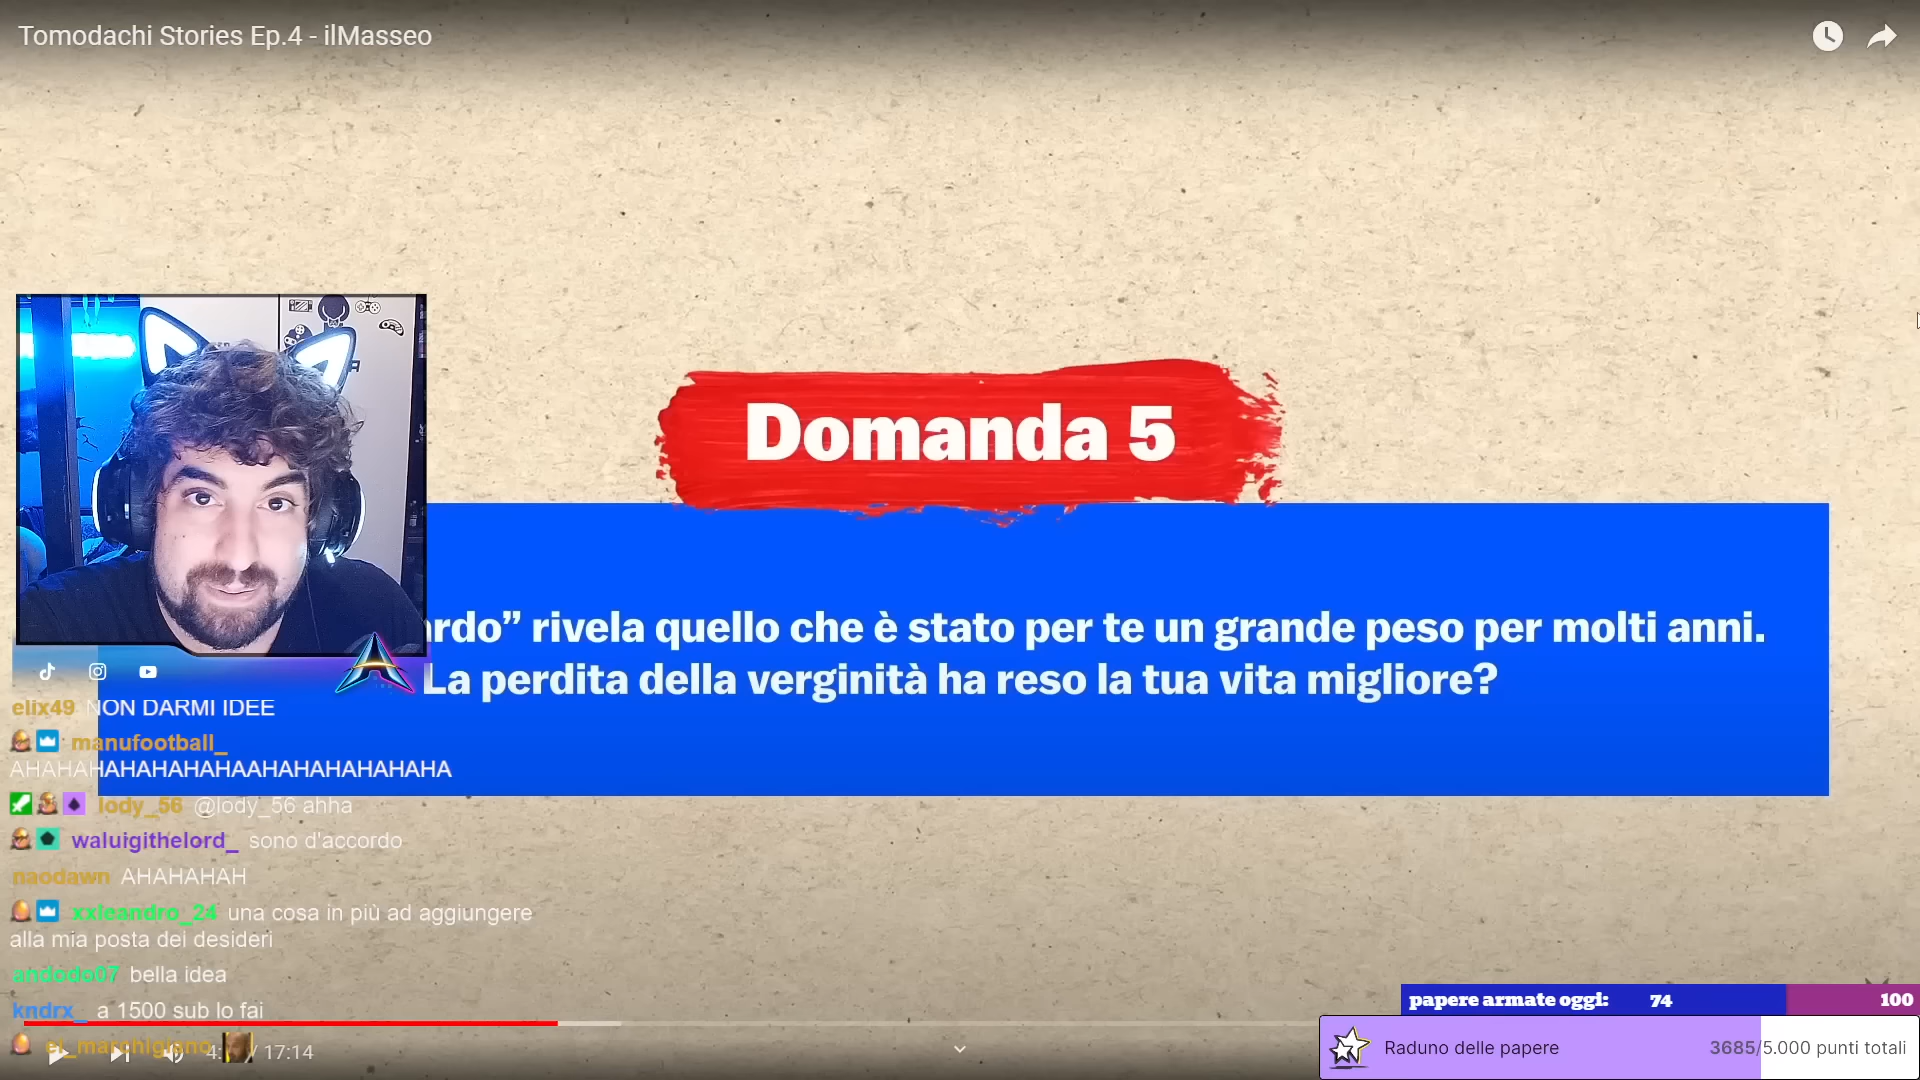 Tomodachi Stories Ep.4 - ilMasseo
Domanda 5
rdo” rivela quello che è stato per te un grande peso per molti anni.
La perdita della verginità ha reso la tua vita migliore?
elix49 NON DARMI IDEE
manufootball_
AHAHAHAHAHAHAHAAHAHAHAHAHAHA
lody_56 @lody_56 ahha
waluigithelord_ sono d'accordo
naodawn AHAHAHAH
xxleandro_24 una cosa in più ad aggiungere
alla mia posta dei desideri
andodo07 bella idea
kndrx_ a 1500 sub lo fai
ei_marchigiano
4: / 17:14
papere armate oggi: 74 100
Raduno delle papere 3685/5.000 punti totali